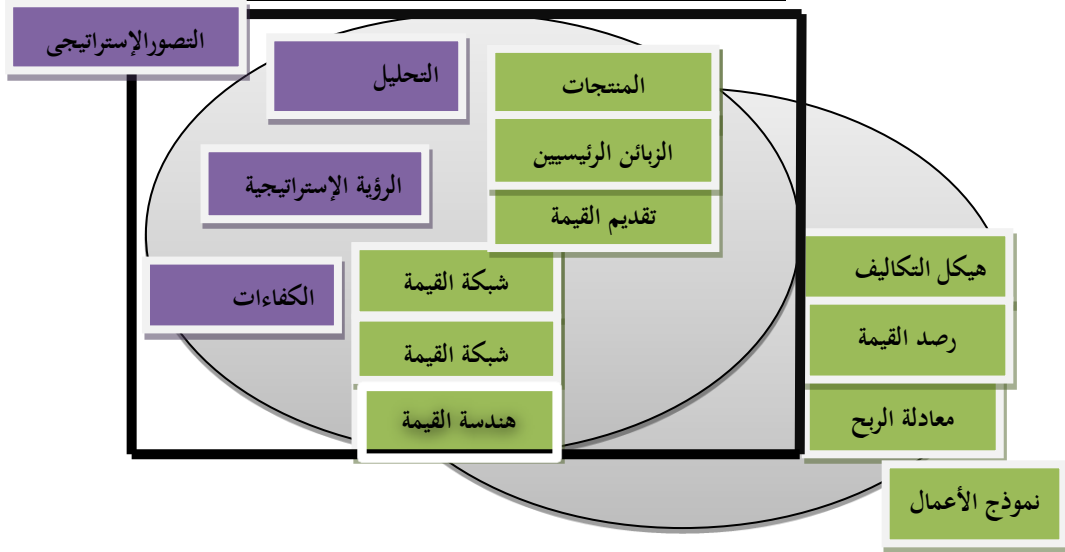 التصورالإستراتيجى
التحليل
المنتجات
الزبائن الرئيسيين
الرؤية الإستراتيجية
تقديم القيمة
هيكل التكاليف
شبكة القيمة
الكفاءات
رصد القيمة
شبكة القيمة
معادلة الربح
هندسة القيمة
نموذج الأعمال